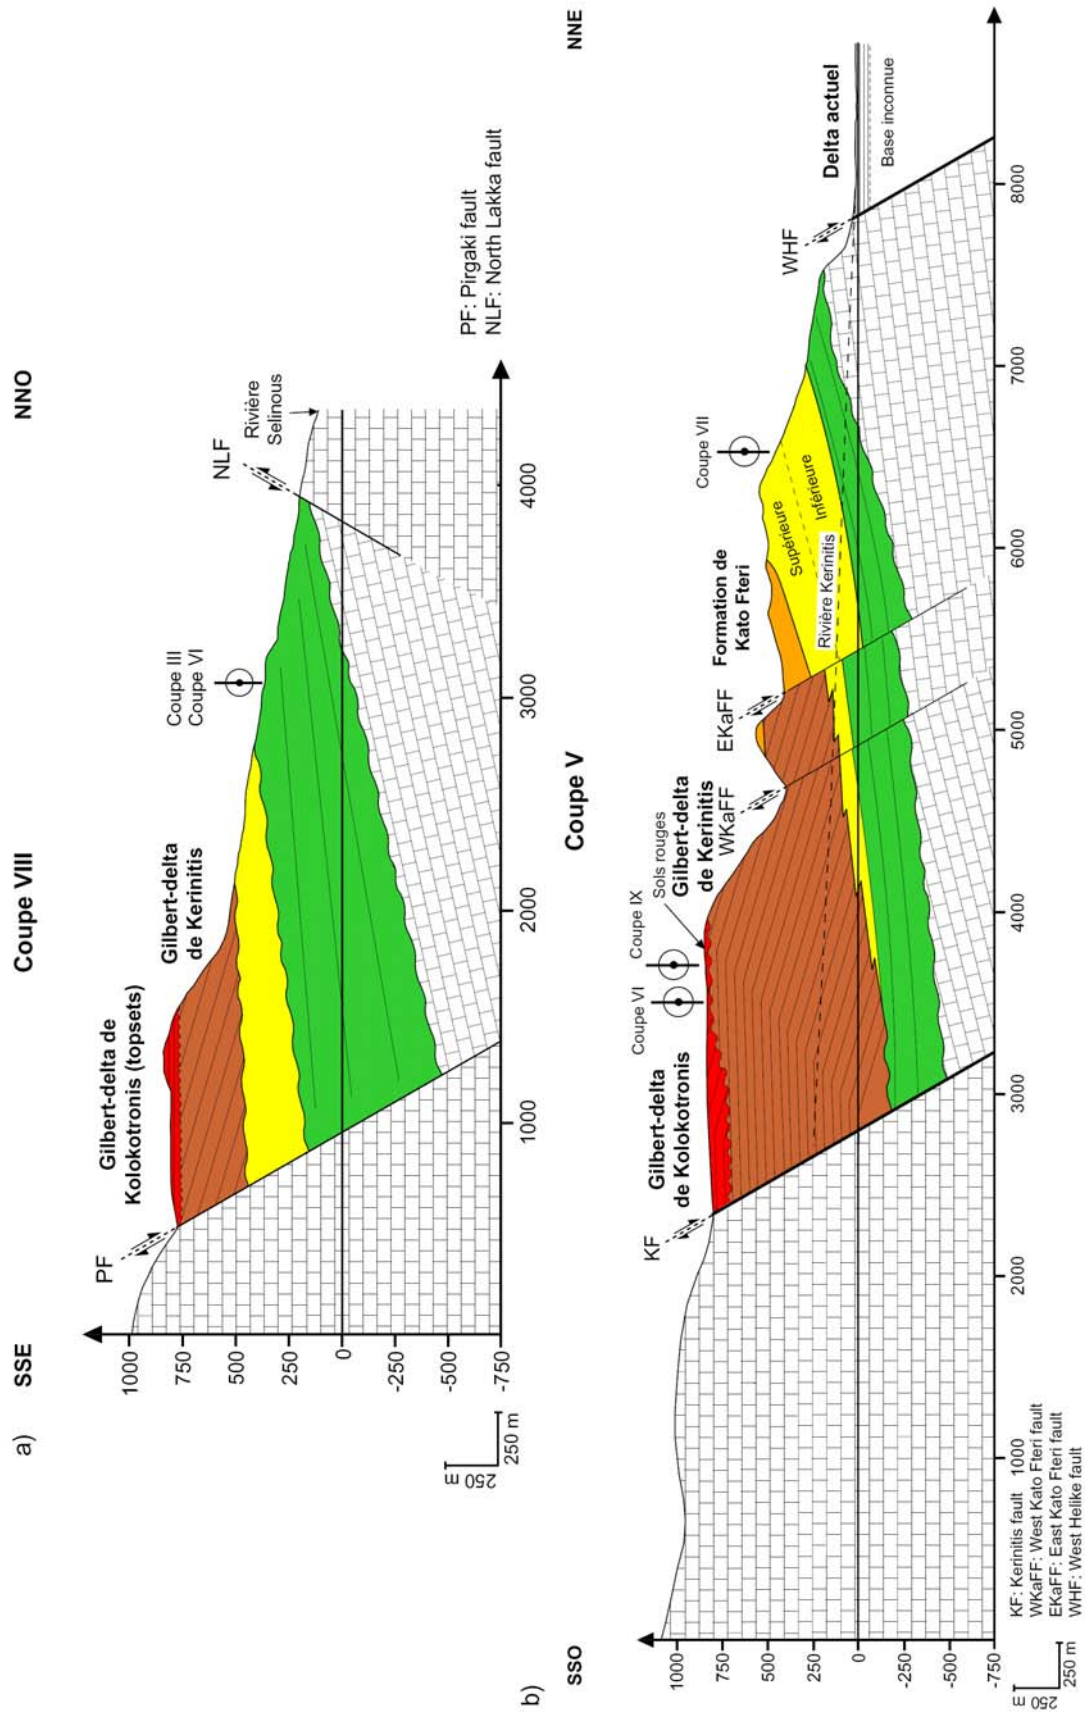 a)
Coupe VIII
SSE
NNO
PF
Gilbert-delta de
Kolokotronis (topsets)
Gilbert-delta
de Kerinitis
Coupe III
Coupe VI
NLF
Rivière
Selinous
1000
750
500
250
0
-250
-500
-750
1000
2000
3000
4000
250 m
250 m
PF: Pirgaki fault
NLF: North Lakka fault
b)
Coupe V
SSO
NNE
KF
Gilbert-delta
de Kolokotronis
Coupe VI
Coupe IX
Sols rouges
Gilbert-delta
de Kerinitis
WKaFF
EKaFF
Formation de
Kato Fteri
Supérieure
Inférieure
Rivière Kerinitis
Coupe VII
WHF
Delta actuel
Base inconnue
1000
750
500
250
0
-250
-500
-750
1000
2000
3000
4000
5000
6000
7000
8000
250 m
250 m
KF: Kerinitis fault
WKaFF: West Kato Fteri fault
EKaFF: East Kato Fteri fault
WHF: West Helike fault